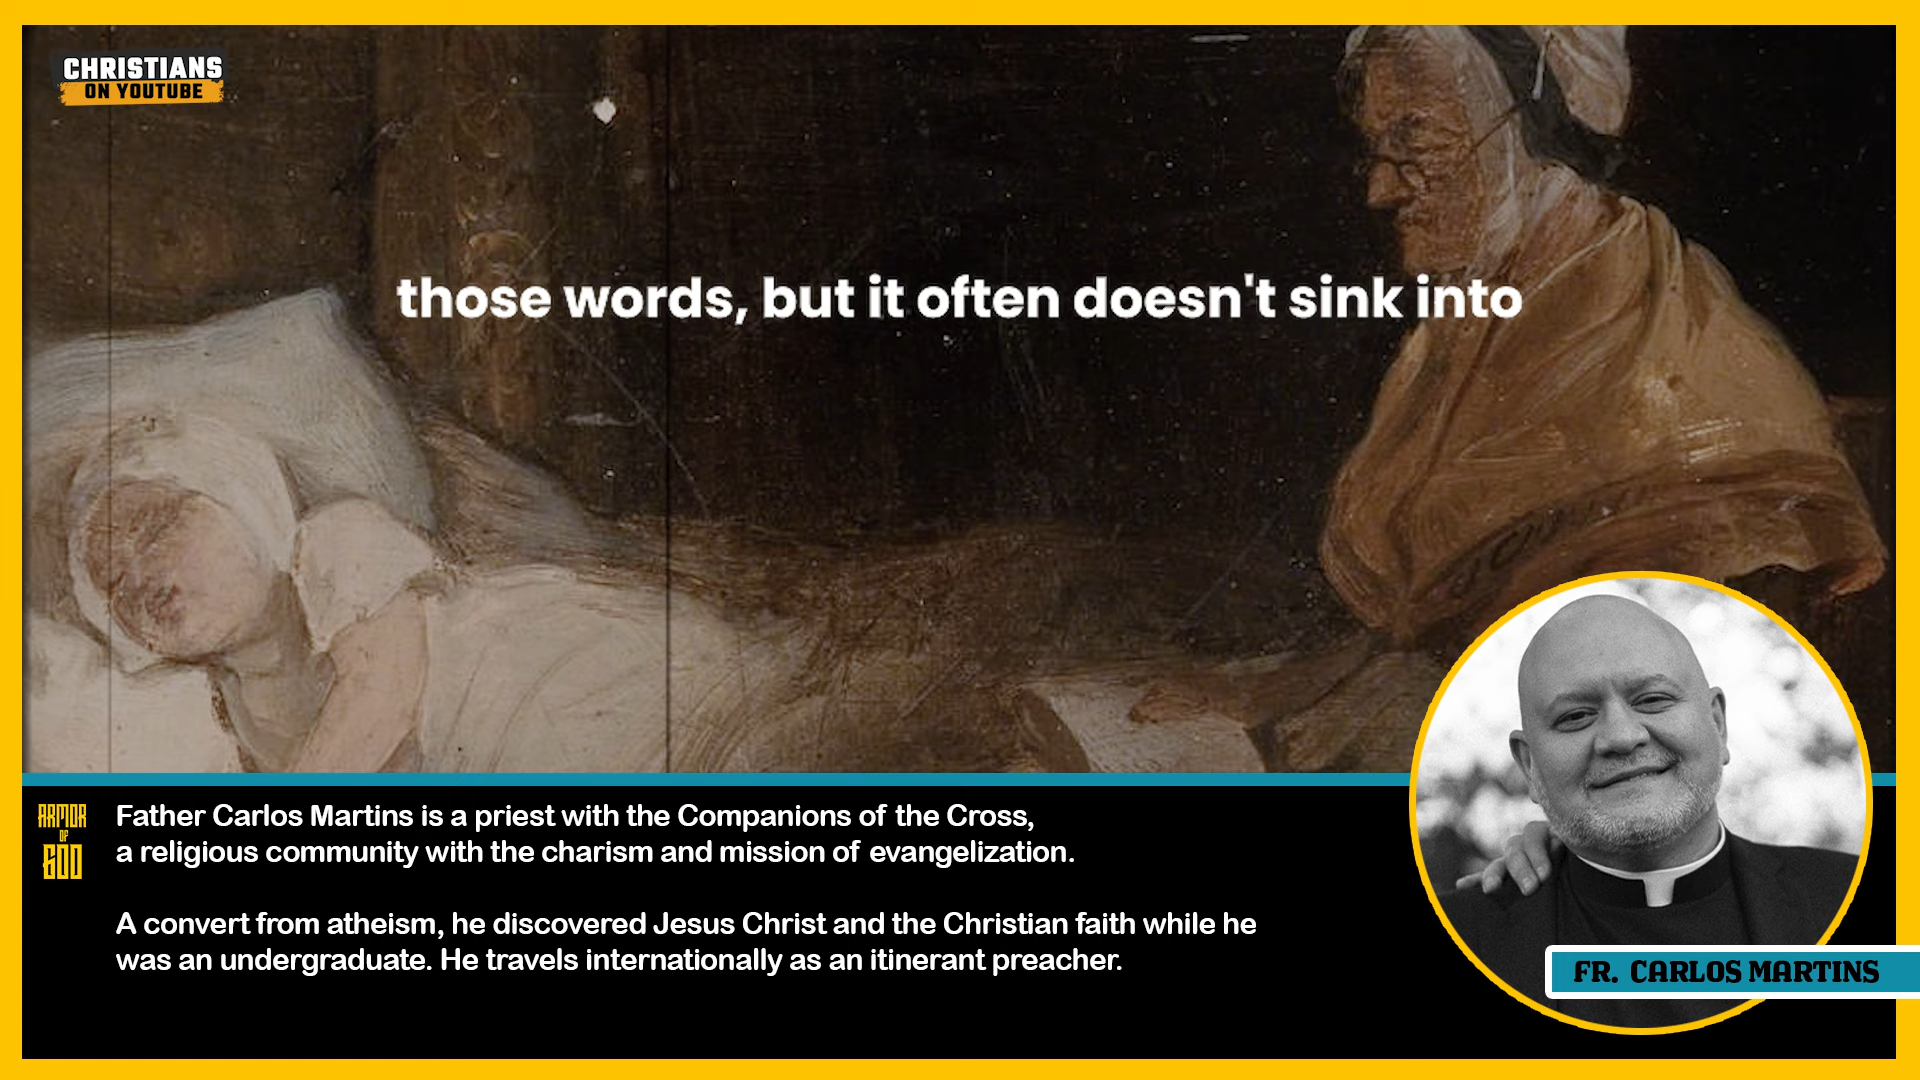 CHRISTIANS
ON YOUTUBE
those words, but it often doesn't sink into
ARMOR
OF
GOD
Father Carlos Martins is a priest with the Companions of the Cross,
a religious community with the charism and mission of evangelization.
A convert from atheism, he discovered Jesus Christ and the Christian faith while he
was an undergraduate. He travels internationally as an itinerant preacher.
FR. CARLOS MARTINS